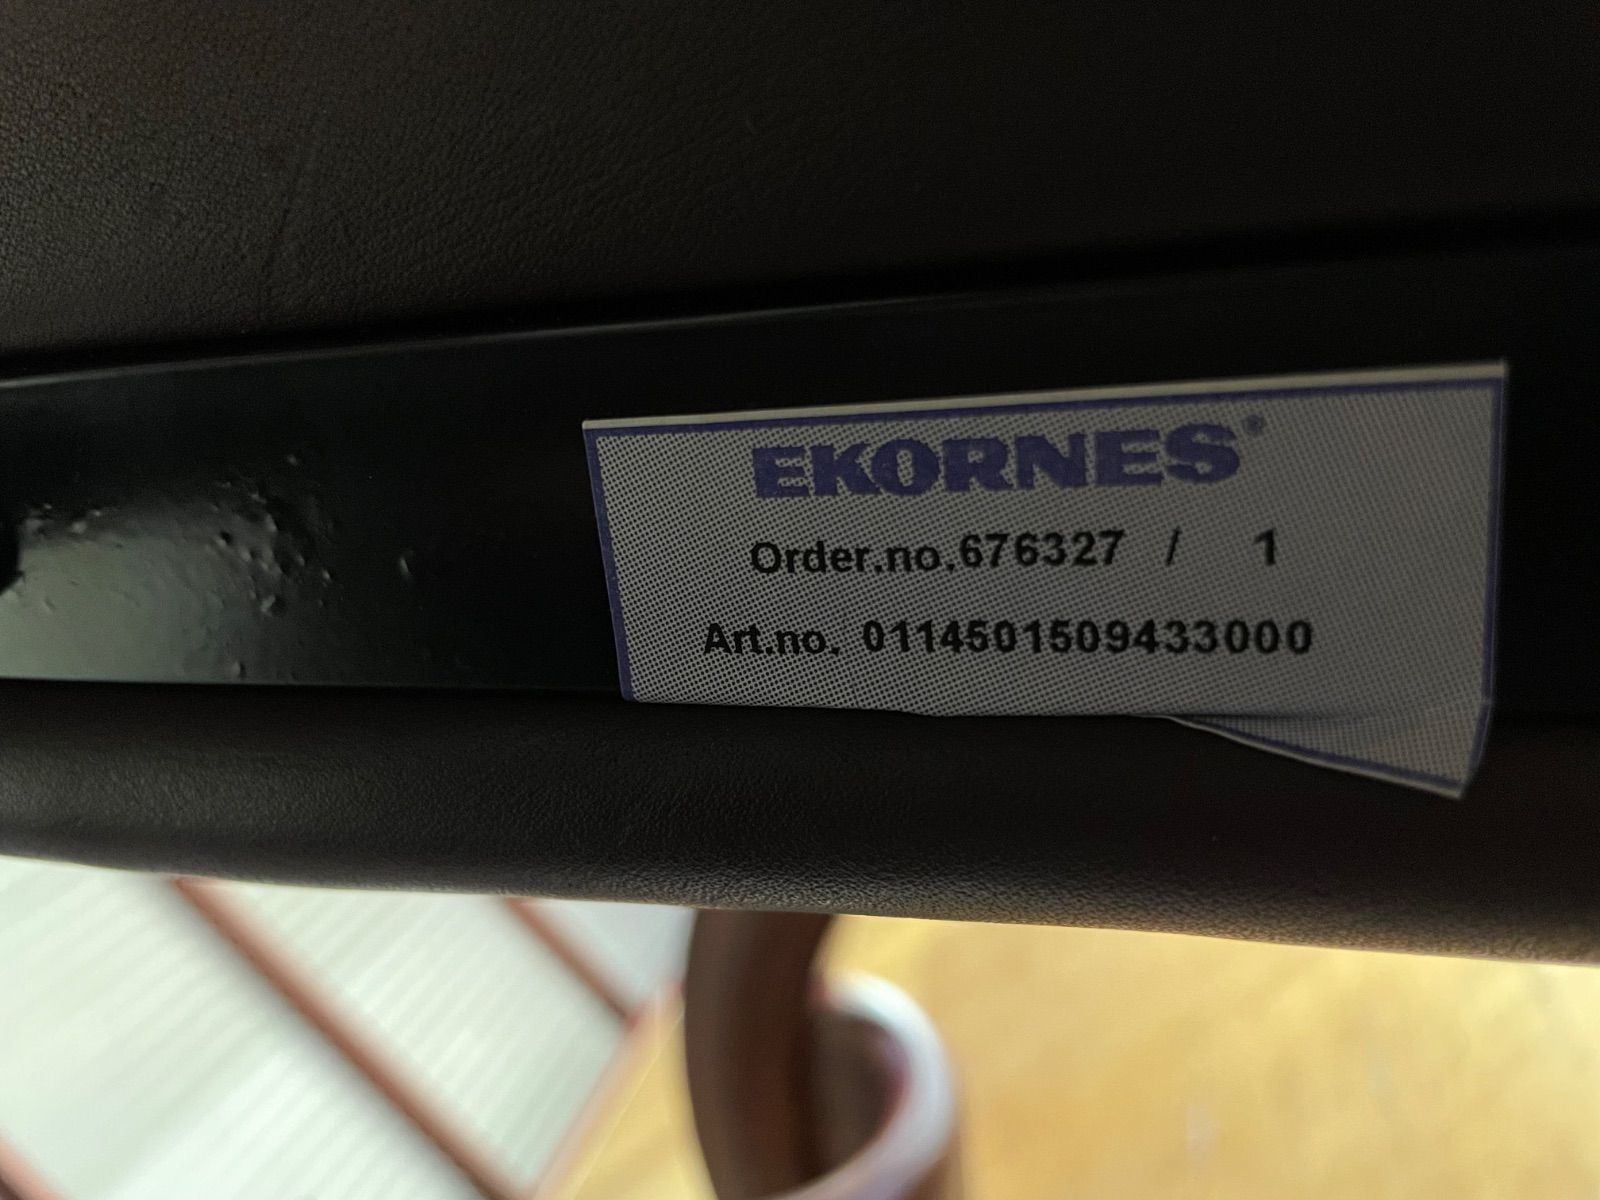 EKORNES®
Order.no.676327 / 1
Art.no. 0114501509433000